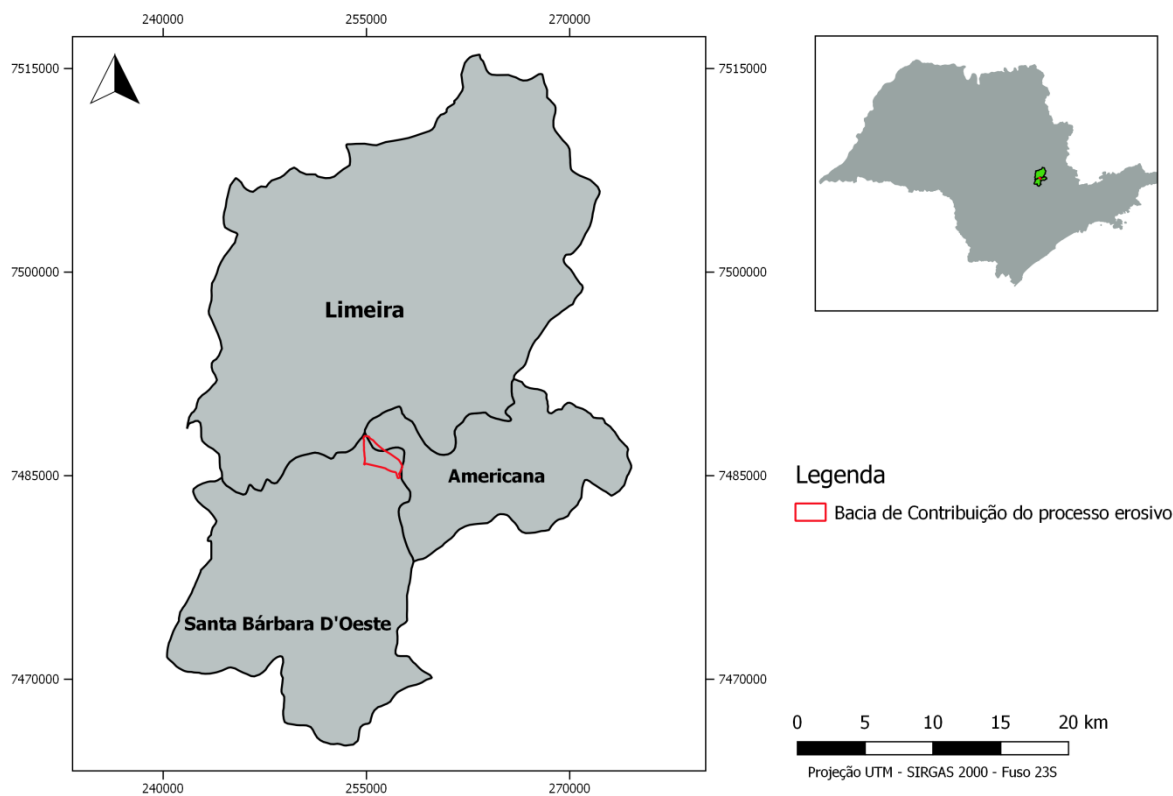 240000 255000 270000
7515000 7515000
7500000 7500000
Limeira
7485000 7485000
Americana
Santa Bárbara D'Oeste
7470000 7470000
240000 255000 270000
Legenda
Bacia de Contribuição do processo erosivo
0 5 10 15 20 km
Projeção UTM - SIRGAS 2000 - Fuso 23S